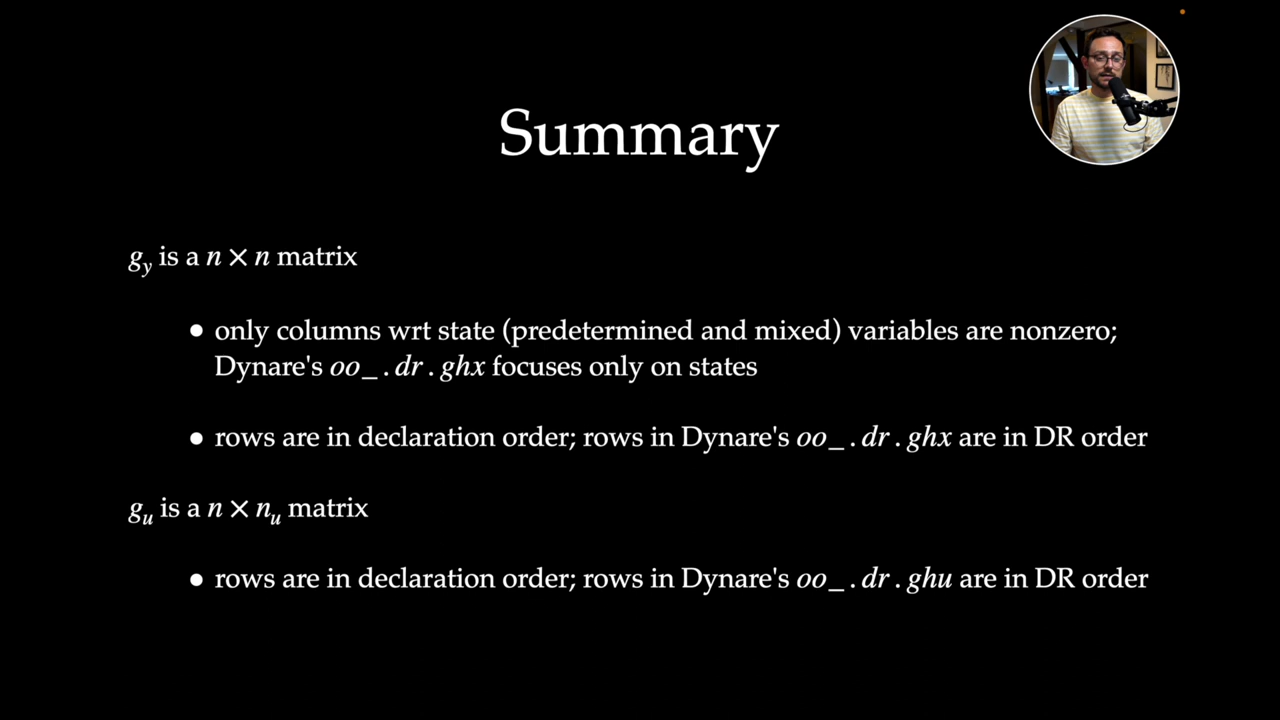 Summary
g_y is a n × n matrix
● only columns wrt state (predetermined and mixed) variables are nonzero;
Dynare's oo_.dr.ghx focuses only on states
● rows are in declaration order; rows in Dynare's oo_.dr.ghx are in DR order
g_u is a n × n_u matrix
● rows are in declaration order; rows in Dynare's oo_.dr.ghu are in DR order